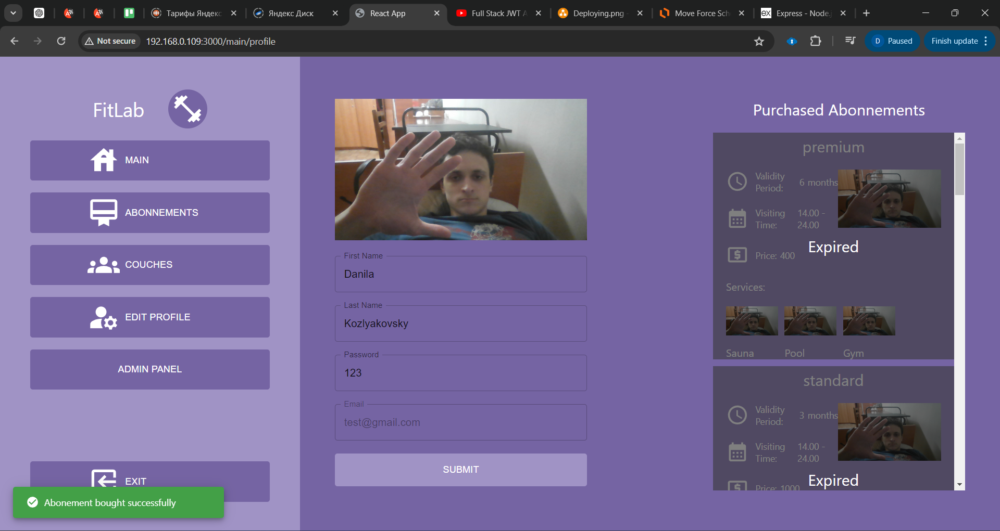 Тарифы Яндекс
Яндекс Диск
React App
Full Stack JWT A
Deploying.png -
Move Force Sch
Express - Node.j
Not secure
192.168.0.109:3000/main/profile
D
Paused
Finish update
FitLab
MAIN
ABONNEMENTS
COUCHES
EDIT PROFILE
ADMIN PANEL
EXIT
Abonement bought successfully
First Name
Danila
Last Name
Kozlyakovsky
Password
123
Email
test@gmail.com
SUBMIT
Purchased Abonnements
premium
Validity
Period:
6 months
Visiting
Time:
14.00 -
24.00
Price: 400
Expired
Services:
Sauna
Pool
Gym
standard
Validity
Period:
3 months
Visiting
Time:
14.00 -
24.00
Price: 1000
Expired